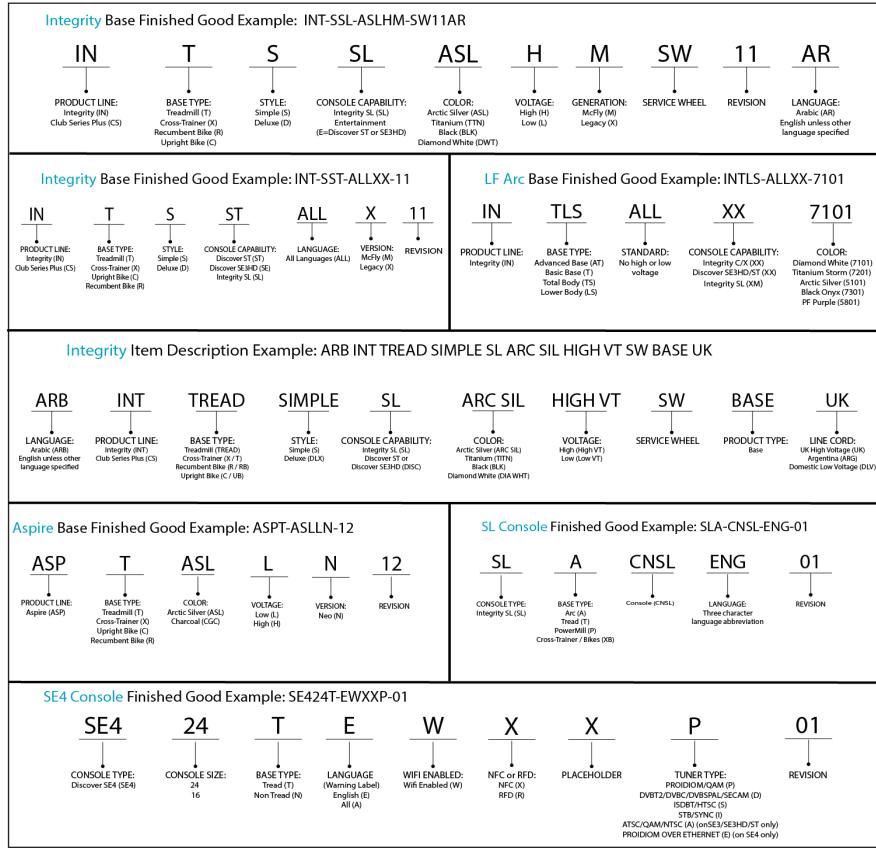 Integrity Base Finished Good Example: INT-SSL-ASLHM-SW11AR
IN T S SL ASL H M SW 11 AR
PRODUCT LINE:
Integrity (IN)
Club Series Plus (CS)
BASE TYPE:
Treadmill (T)
Cross-Trainer (X)
Recumbent Bike (R)
Upright Bike (C)
STYLE:
Simple (S)
Deluxe (D)
CONSOLE CAPABILITY:
Integrity SL (SL)
Entertainment
(E=Discover ST or SE3HD)
COLOR:
Arctic Silver (ASL)
Titanium (TTN)
Black (BLK)
Diamond White (DWT)
VOLTAGE:
High (H)
Low (L)
GENERATION:
McFly (M)
Legacy (X)
SERVICE WHEEL
REVISION
LANGUAGE:
Arabic (AR)
English unless other
language specified
Integrity Base Finished Good Example: INT-SST-ALLXX-11
IN T S ST ALL X 11
PRODUCT LINE:
Integrity (IN)
Club Series Plus (CS)
BASE TYPE:
Treadmill (T)
Cross-Trainer (X)
Upright Bike (C)
Recumbent Bike (R)
STYLE:
Simple (S)
Deluxe (D)
CONSOLE CAPABILITY:
Discover ST (ST)
Discover SE3HD (SE)
Integrity SL (SL)
LANGUAGE:
All Languages (ALL)
VERSION:
McFly (M)
Legacy (X)
REVISION
LF Arc Base Finished Good Example: INTLS-ALLXX-7101
IN TLS ALL XX 7101
PRODUCT LINE:
Integrity (IN)
BASE TYPE:
Advanced Base (AT)
Basic Base (T)
Total Body (TS)
Lower Body (LS)
STANDARD:
No high or low
voltage
CONSOLE CAPABILITY:
Integrity C/X (XX)
Discover SE3HD/ST (XX)
Integrity SL (XM)
COLOR:
Diamond White (7101)
Titanium Storm (7201)
Arctic Silver (5101)
Black Onyx (7301)
PF Purple (5801)
Integrity Item Description Example: ARB INT TREAD SIMPLE SL ARC SIL HIGH VT SW BASE UK
ARB INT TREAD SIMPLE SL ARC SIL HIGH VT SW BASE UK
LANGUAGE:
Arabic (ARB)
English unless other
language specified
PRODUCT LINE:
Integrity (INT)
Club Series Plus (CS)
BASE TYPE:
Treadmill (TREAD)
Cross-Trainer (X / T)
Recumbent Bike (R / RB)
Upright Bike (C / UB)
STYLE:
Simple (S)
Deluxe (DLX)
CONSOLE CAPABILITY:
Integrity SL (SL)
Discover ST or
Discover SE3HD (DISC)
COLOR:
Arctic Silver (ARC SIL)
Titanium (TITN)
Black (BLK)
Diamond White (DIA WHT)
VOLTAGE:
High (High VT)
Low (Low VT)
SERVICE WHEEL
PRODUCT TYPE:
Base
LINE CORD:
UK High Voltage (UK)
Argentina (ARG)
Domestic Low Voltage (DLV)
Aspire Base Finished Good Example: ASPT-ASLLN-12
ASP T ASL L N 12
PRODUCT LINE:
Aspire (ASP)
BASE TYPE:
Treadmill (T)
Cross-Trainer (X)
Upright Bike (C)
Recumbent Bike (R)
COLOR:
Arctic Silver (ASL)
Charcoal (CGC)
VOLTAGE:
Low (L)
High (H)
VERSION:
Neo (N)
REVISION
SL Console Finished Good Example: SLA-CNSL-ENG-01
SL A CNSL ENG 01
CONSOLE TYPE:
Integrity SL (SL)
BASE TYPE:
Arc (A)
Tread (T)
PowerMill (P)
Cross-Trainer / Bikes (XB)
Console (CNSL)
LANGUAGE:
Three character
language abbreviation
REVISION
SE4 Console Finished Good Example: SE424T-EWXXP-01
SE4 24 T E W X X P 01
CONSOLE TYPE:
Discover SE4 (SE4)
CONSOLE SIZE:
24
16
BASE TYPE:
Tread (T)
Non Tread (N)
LANGUAGE
(Warning Label)
English (E)
All (A)
WIFI ENABLED:
Wifi Enabled (W)
NFC or RFD:
NFC (X)
RFD (R)
PLACEHOLDER
TUNER TYPE:
PROIDIOM/QAM (P)
DVBT2/DVBC/DVBSPAL/SECAM (D)
ISDBT/HTSC (S)
STB/SYNC (I)
ATSC/QAM/NTSC (A) (onSE3/SE3HD/ST only)
PROIDIOM OVER ETHERNET (E) (on SE4 only)
REVISION